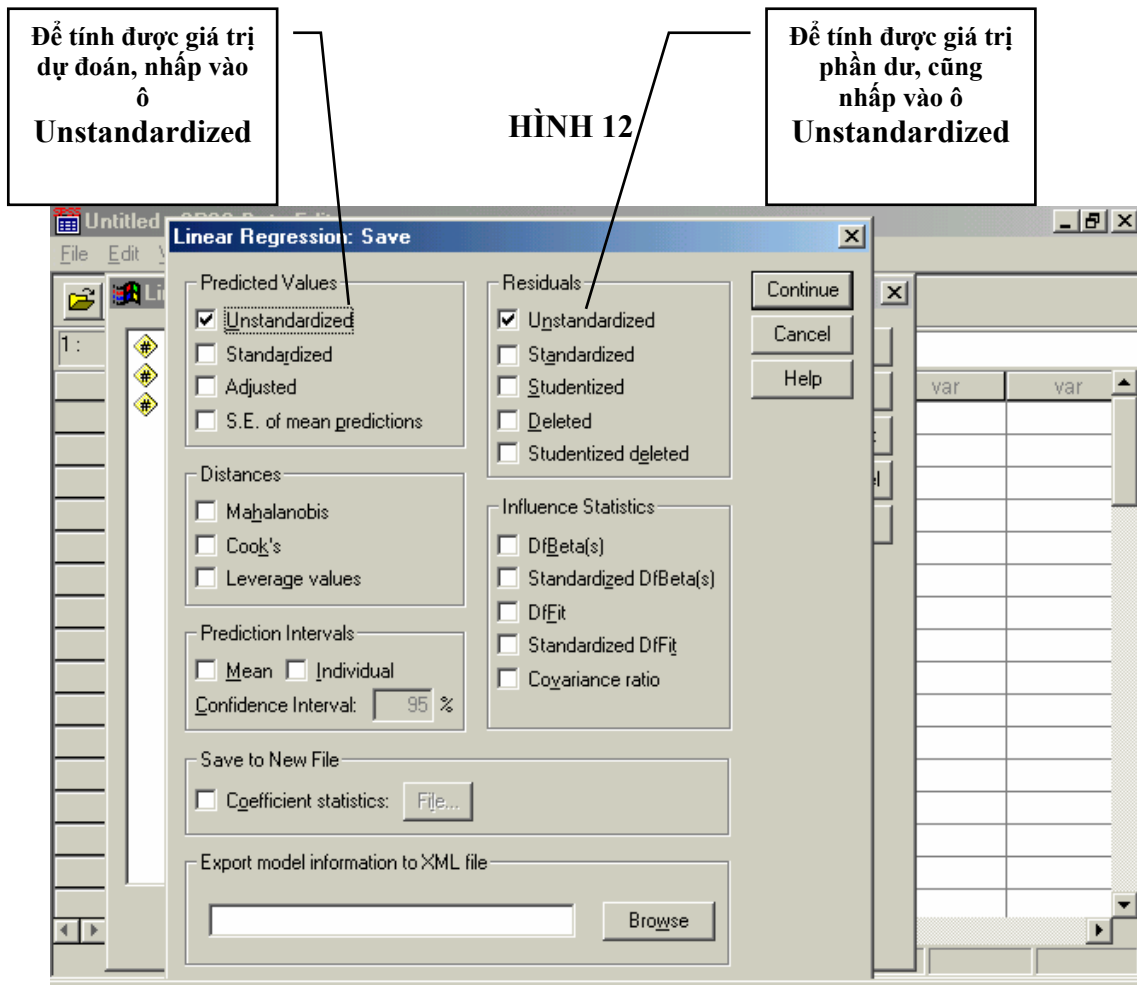 Để tính được giá trị
dự đoán, nhấp vào
ô
Unstandardized
HÌNH 12
Để tính được giá trị
phần dư, cũng
nhấp vào ô
Unstandardized
Untitled
File Edit
Linear Regression: Save
Li
1 :
Predicted Values
Unstandardized
Standardized
Adjusted
S.E. of mean predictions
Distances
Mahalanobis
Cook's
Leverage values
Prediction Intervals
Mean Individual
Confidence Interval: 95 %
Residuals
Unstandardized
Standardized
Studentized
Deleted
Studentized deleted
Influence Statistics
DfBeta(s)
Standardized DfBeta(s)
DfFit
Standardized DfFit
Covariance ratio
Save to New File
Coefficient statistics: File...
Export model information to XML file
Browse
Continue
Cancel
Help
var var